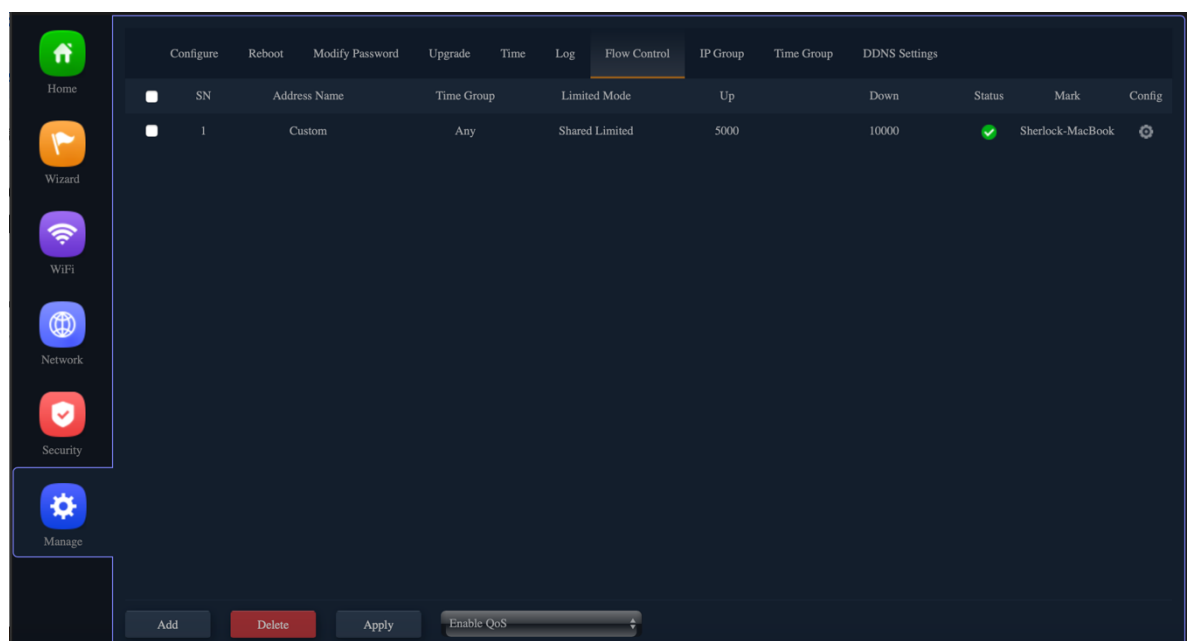 Configure Reboot Modify Password Upgrade Time Log Flow Control IP Group Time Group DDNS Settings
Home
SN Address Name Time Group Limited Mode Up Down Status Mark Config
1 Custom Any Shared Limited 5000 10000 Sherlock-MacBook
Wizard
WiFi
Network
Security
Manage
Add Delete Apply Enable QoS